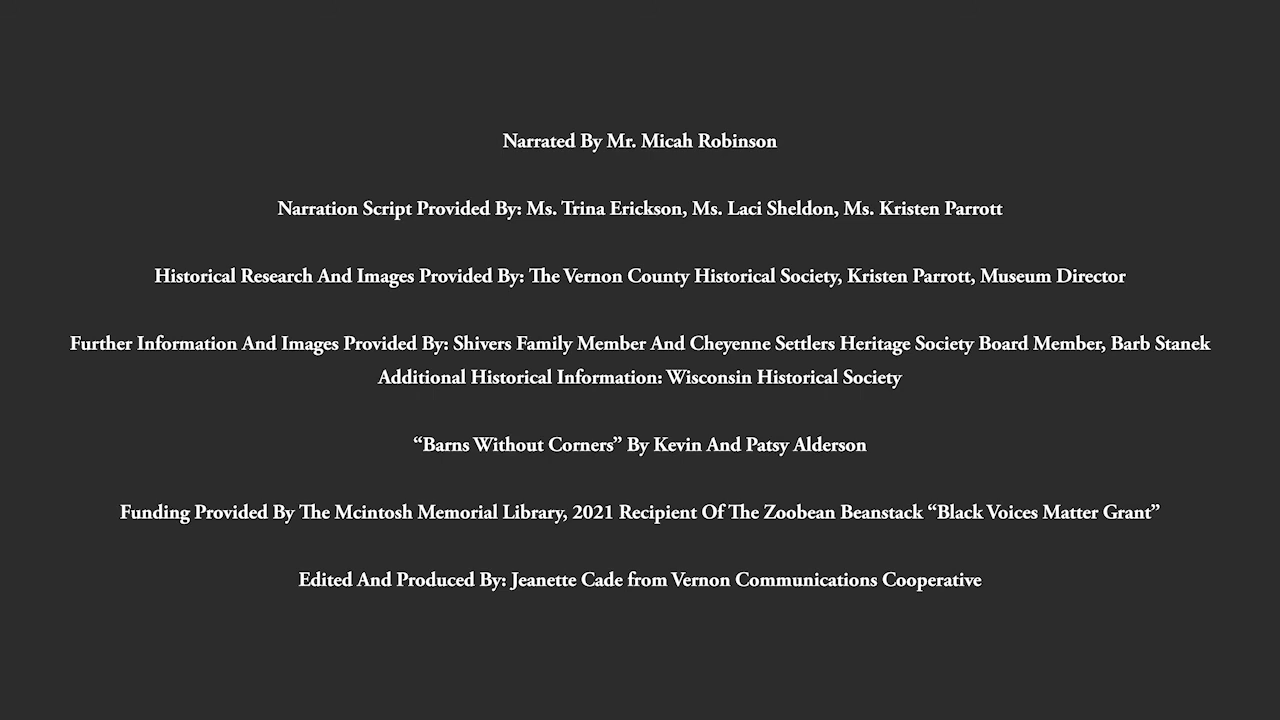 Narrated By Mr. Micah Robinson
Narration Script Provided By: Ms. Trina Erickson, Ms. Laci Sheldon, Ms. Kristen Parrott
Historical Research And Images Provided By: The Vernon County Historical Society, Kristen Parrott, Museum Director
Further Information And Images Provided By: Shivers Family Member And Cheyenne Settlers Heritage Society Board Member, Barb Stanek
Additional Historical Information: Wisconsin Historical Society
“Barns Without Corners” By Kevin And Patsy Alderson
Funding Provided By The Mcintosh Memorial Library, 2021 Recipient Of The Zoobean Beanstack “Black Voices Matter Grant”
Edited And Produced By: Jeanette Cade from Vernon Communications Cooperative